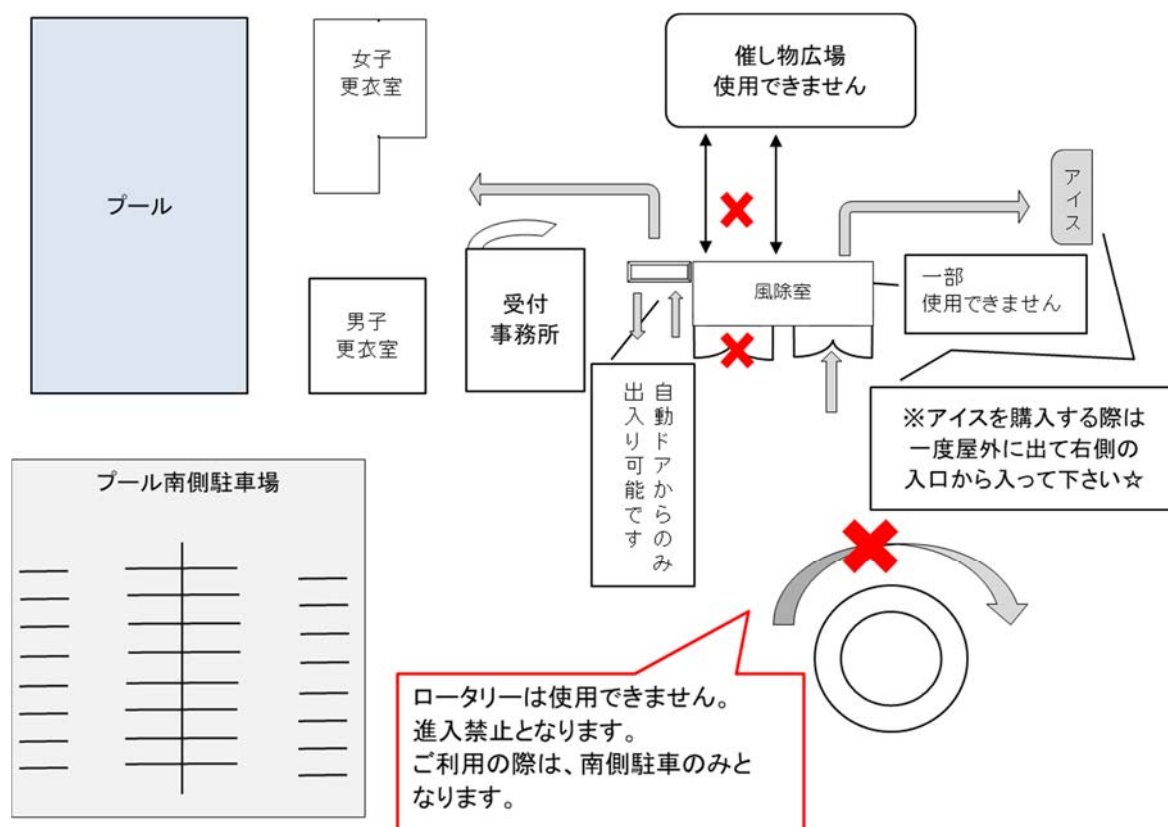 女子
更衣室
催し物広場
使用できません
プール
アイス
受付
事務所
風除室
一部
使用できません
男子
更衣室
自動ドアからのみ
出入り可能です
※アイスを購入する際は
一度屋外に出て右側の
入口から入って下さい☆
プール南側駐車場
ロータリーは使用できません。
進入禁止となります。
ご利用の際は、南側駐車のみと
なります。